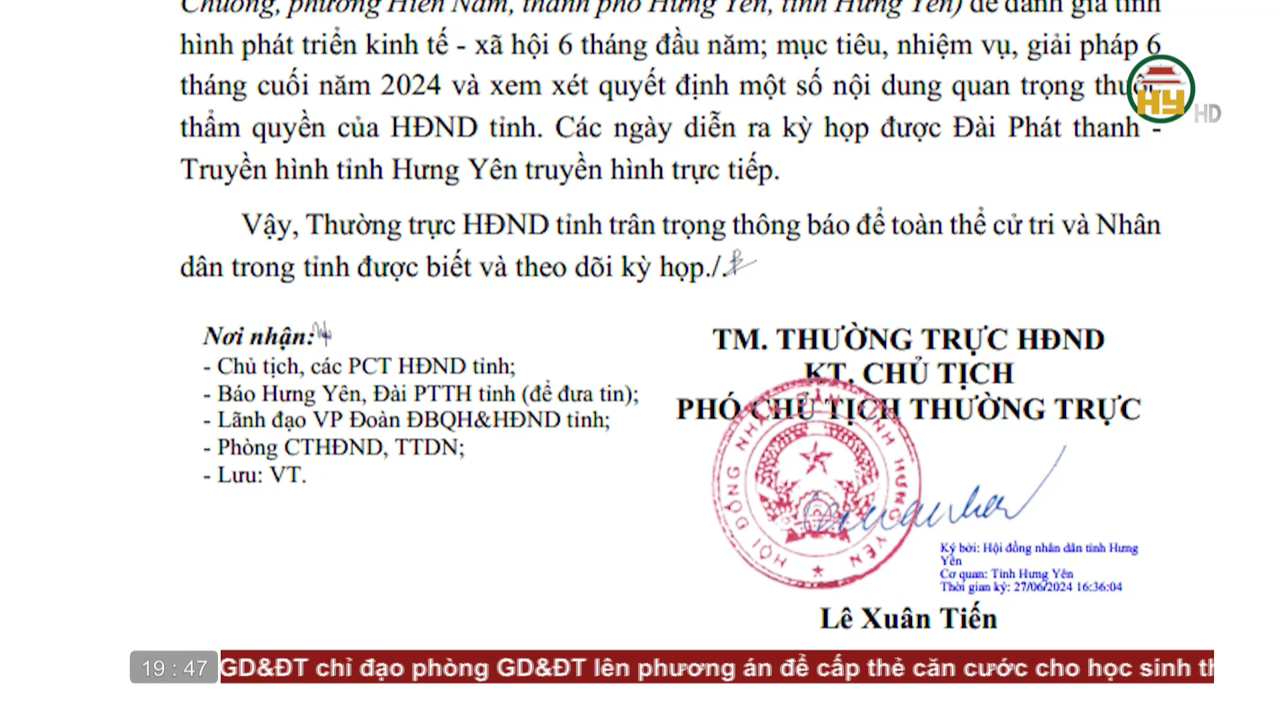 Chương, phường Hiến Nam, thành phố Hưng Yên, tỉnh Hưng Yên) để đánh giá tình
hình phát triển kinh tế - xã hội 6 tháng đầu năm; mục tiêu, nhiệm vụ, giải pháp 6
tháng cuối năm 2024 và xem xét quyết định một số nội dung quan trọng thuộc
thẩm quyền của HĐND tỉnh. Các ngày diễn ra kỳ họp được Đài Phát thanh -
Truyền hình tỉnh Hưng Yên truyền hình trực tiếp.
HY HD
Vậy, Thường trực HĐND tỉnh trân trọng thông báo để toàn thể cử tri và Nhân
dân trong tỉnh được biết và theo dõi kỳ họp./.
Nơi nhận:
- Chủ tịch, các PCT HĐND tỉnh;
- Báo Hưng Yên, Đài PTTH tỉnh (để đưa tin);
- Lãnh đạo VP Đoàn ĐBQH&HĐND tỉnh;
- Phòng CTHĐND, TTDN;
- Lưu: VT.
TM. THƯỜNG TRỰC HĐND
KT. CHỦ TỊCH
PHÓ CHỦ TỊCH THƯỜNG TRỰC
HỘI ĐỒNG NHÂN DÂN TỈNH HƯNG YÊN
Ký bởi: Hội đồng nhân dân tỉnh Hưng
Yên
Cơ quan: Tỉnh Hưng Yên
Thời gian ký: 27/06/2024 16:36:04
Lê Xuân Tiến
19 : 47 GD&ĐT chỉ đạo phòng GD&ĐT lên phương án để cấp thẻ căn cước cho học sinh th